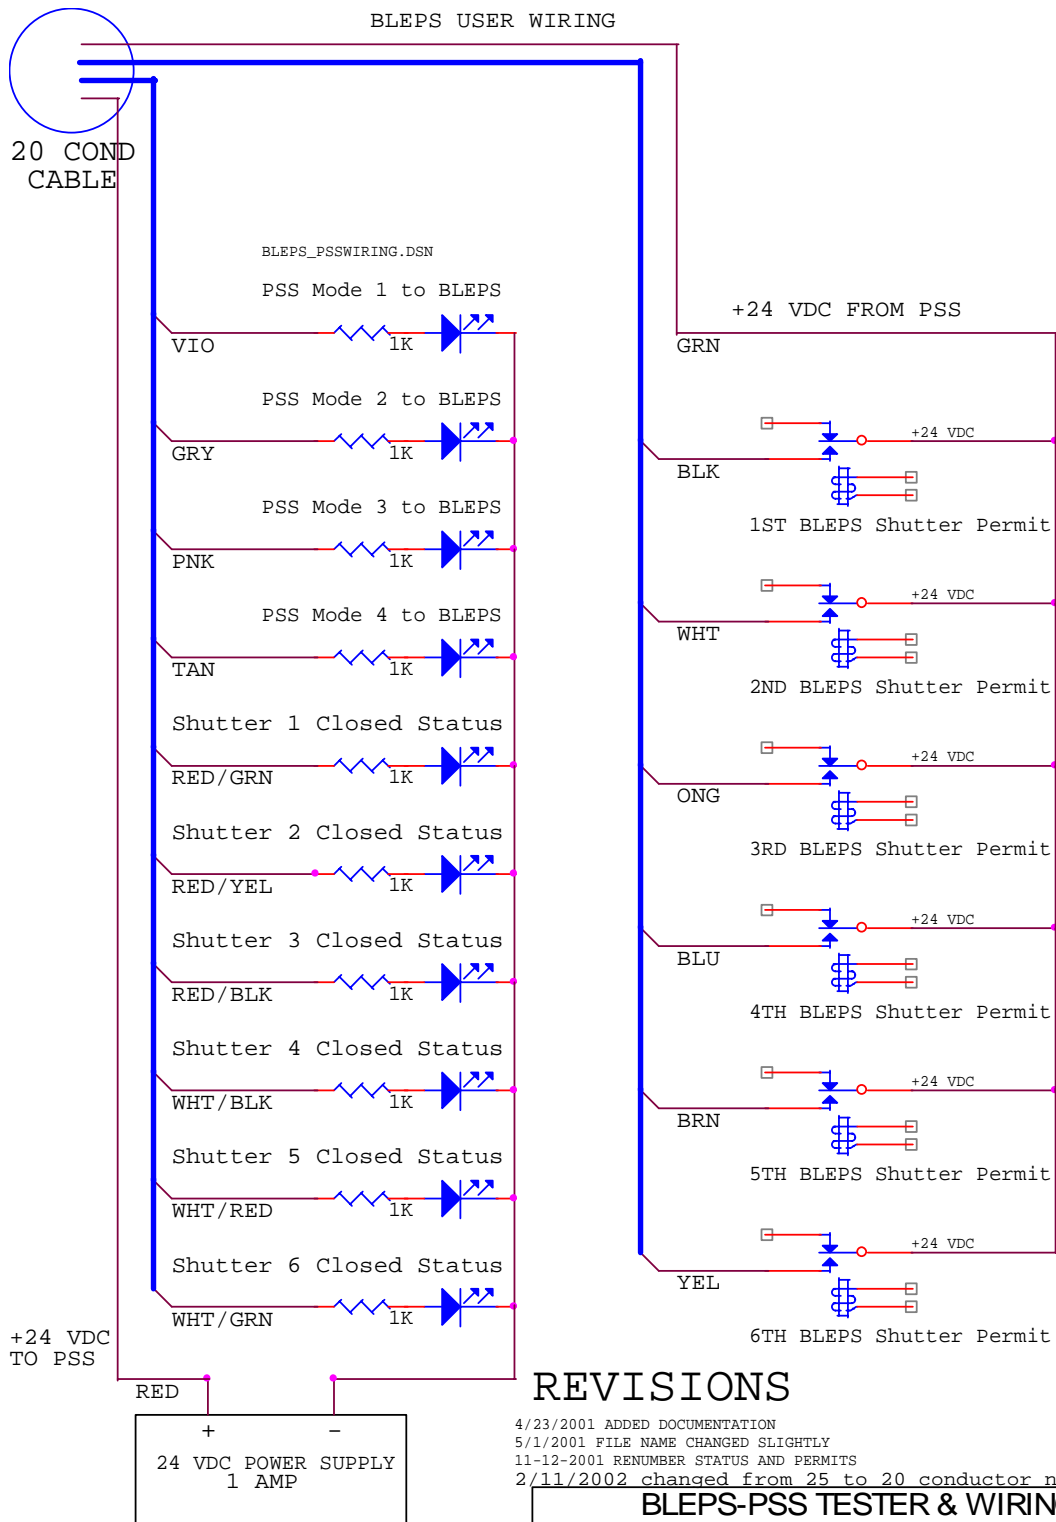 BLEPS USER WIRING
20 COND
CABLE
BLEPS_PSSWIRING.DSN
PSS Mode 1 to BLEPS
VIO
1K
PSS Mode 2 to BLEPS
GRY
1K
PSS Mode 3 to BLEPS
PNK
1K
PSS Mode 4 to BLEPS
TAN
1K
Shutter 1 Closed Status
RED/GRN
1K
Shutter 2 Closed Status
RED/YEL
1K
Shutter 3 Closed Status
RED/BLK
1K
Shutter 4 Closed Status
WHT/BLK
1K
Shutter 5 Closed Status
WHT/RED
1K
Shutter 6 Closed Status
WHT/GRN
1K
+24 VDC
TO PSS
RED
+ −
24 VDC POWER SUPPLY
1 AMP
+24 VDC FROM PSS
GRN
+24 VDC
BLK
1ST BLEPS Shutter Permit
+24 VDC
WHT
2ND BLEPS Shutter Permit
+24 VDC
ONG
3RD BLEPS Shutter Permit
+24 VDC
BLU
4TH BLEPS Shutter Permit
+24 VDC
BRN
5TH BLEPS Shutter Permit
+24 VDC
YEL
6TH BLEPS Shutter Permit
REVISIONS
4/23/2001 ADDED DOCUMENTATION
5/1/2001 FILE NAME CHANGED SLIGHTLY
11-12-2001 RENUMBER STATUS AND PERMITS
2/11/2002 changed from 25 to 20 conductor
BLEPS-PSS TESTER &